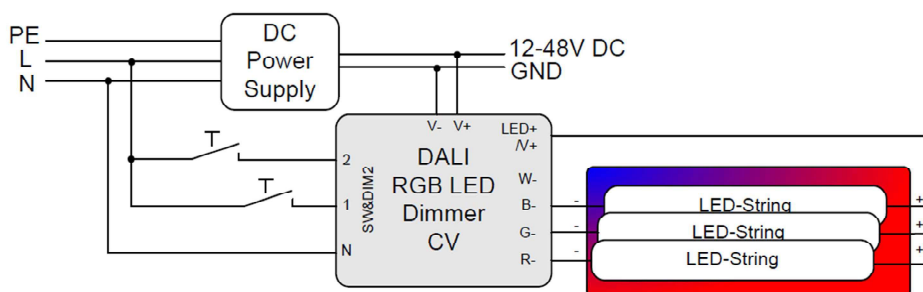 PE
L
N
DC
Power
Supply
12-48V DC
GND
V- V+
LED+
/V+
W-
B-
G-
R-
2
1
N
SW&DIM2
DALI
RGB LED
Dimmer
CV
- LED-String +
- LED-String +
- LED-String +